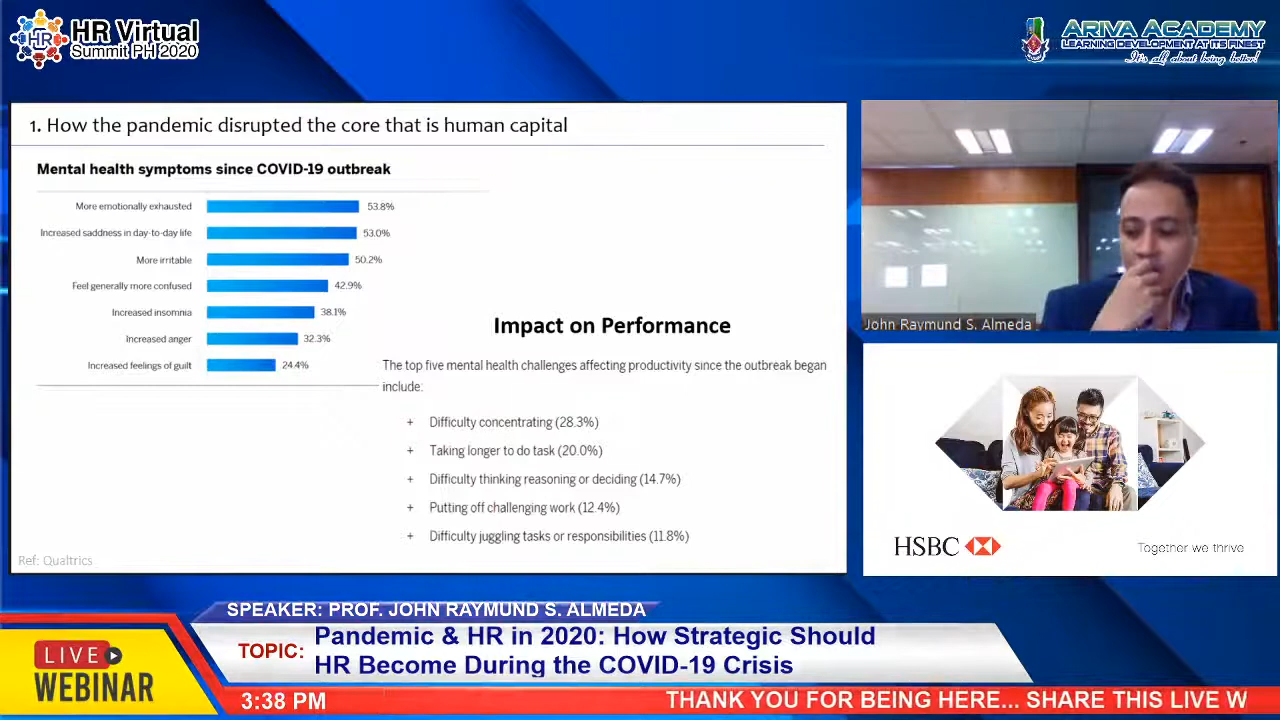 HR
HR Virtual
Summit PH 2020
ARIVA ACADEMY
LEARNING DEVELOPMENT AT ITS FINEST
It's all about being better!
1. How the pandemic disrupted the core that is human capital
Mental health symptoms since COVID-19 outbreak
More emotionally exhausted 53.8%
Increased saddness in day-to-day life 53.0%
More irritable 50.2%
Feel generally more confused 42.9%
Increased insomnia 38.1%
Increased anger 32.3%
Increased feelings of guilt 24.4%
Impact on Performance
The top five mental health challenges affecting productivity since the outbreak began
include:
+ Difficulty concentrating (28.3%)
+ Taking longer to do task (20.0%)
+ Difficulty thinking reasoning or deciding (14.7%)
+ Putting off challenging work (12.4%)
+ Difficulty juggling tasks or responsibilities (11.8%)
Ref: Qualtrics
John Raymund S. Almeda
HSBC
Together we thrive
SPEAKER: PROF. JOHN RAYMUND S. ALMEDA
TOPIC: Pandemic & HR in 2020: How Strategic Should
HR Become During the COVID-19 Crisis
LIVE
WEBINAR
3:38 PM
THANK YOU FOR BEING HERE... SHARE THIS LIVE W